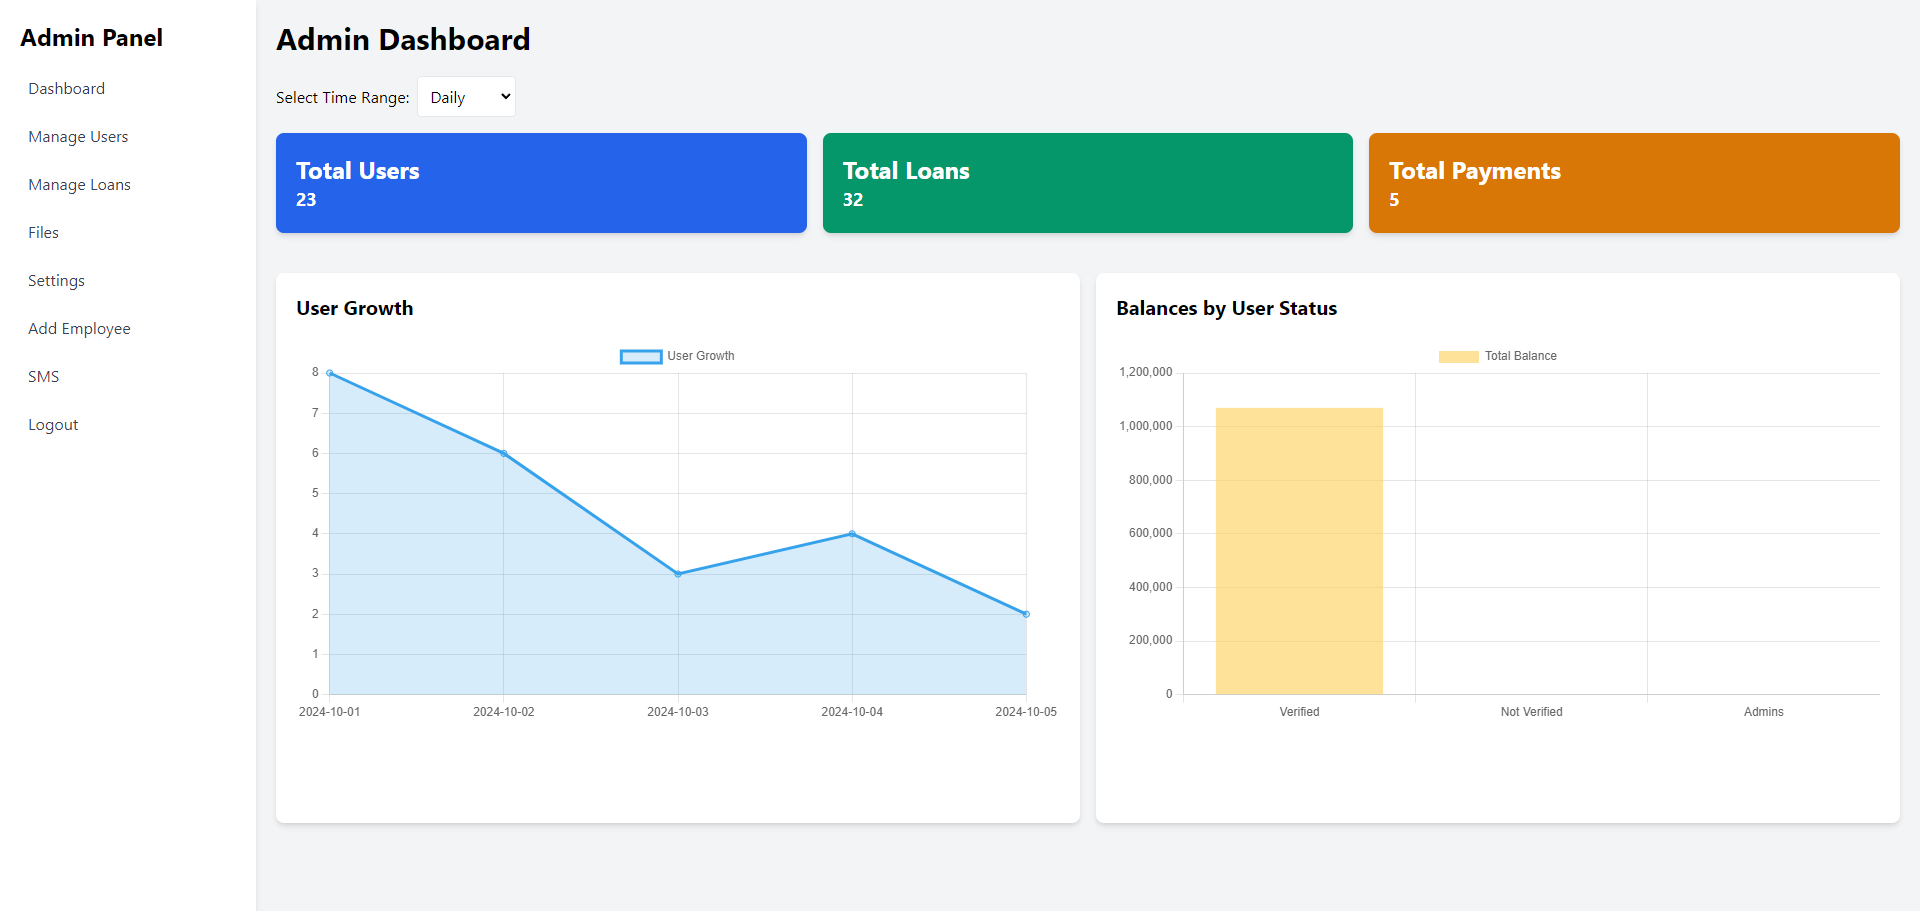 Admin Panel
Dashboard
Manage Users
Manage Loans
Files
Settings
Add Employee
SMS
Logout
Admin Dashboard
Select Time Range: Daily
Total Users
23
Total Loans
32
Total Payments
5
User Growth
User Growth
8
7
6
5
4
3
2
1
0
2024-10-01 2024-10-02 2024-10-03 2024-10-04 2024-10-05
Balances by User Status
Total Balance
1,200,000
1,000,000
800,000
600,000
400,000
200,000
0
Verified Not Verified Admins